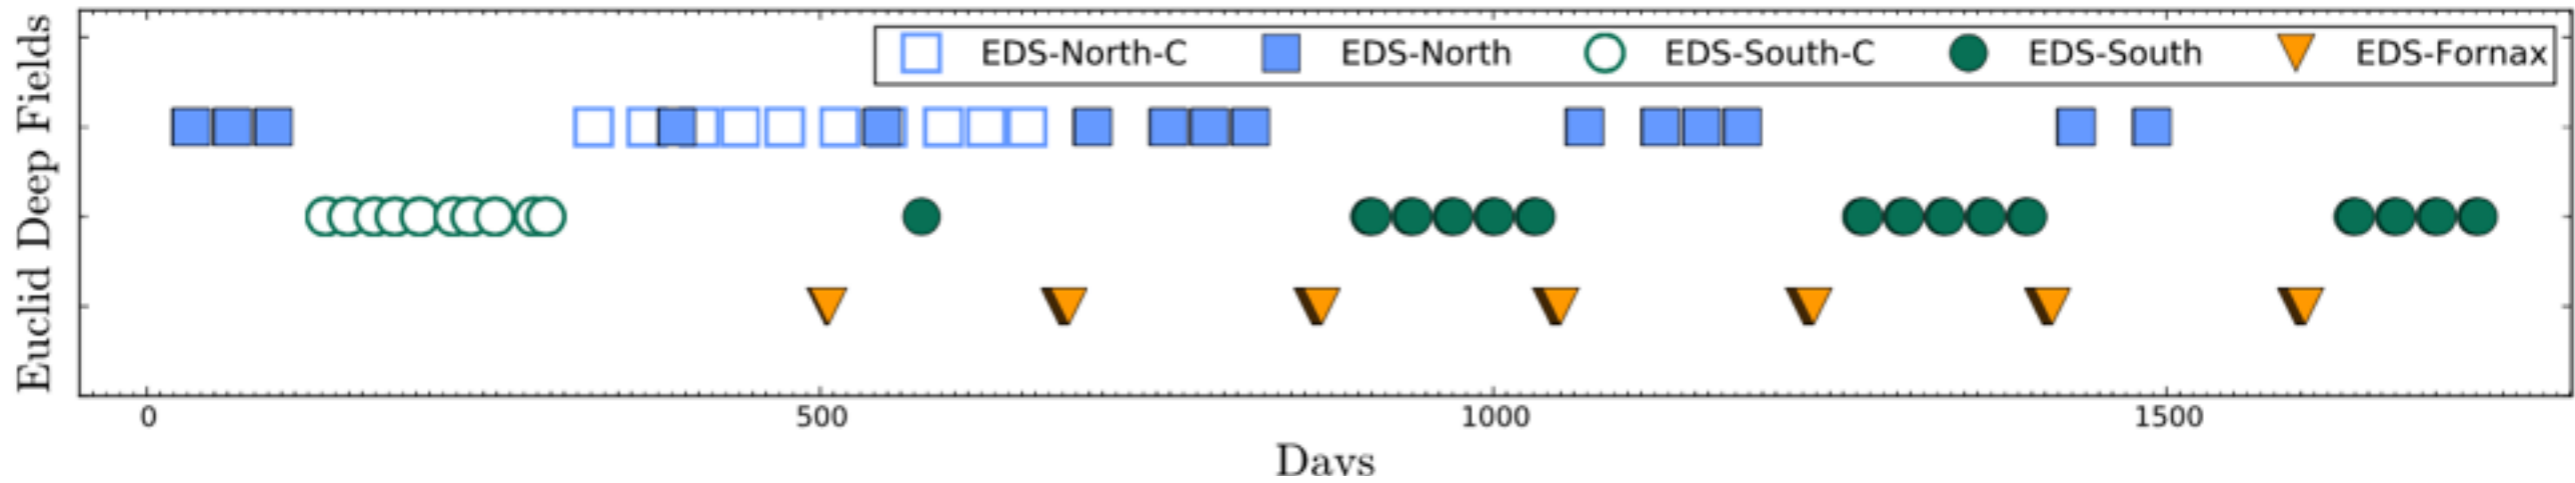 Euclid Deep Fields
EDS-North-C EDS-North EDS-South-C EDS-South EDS-Fornax
0 500 1000 1500
Days